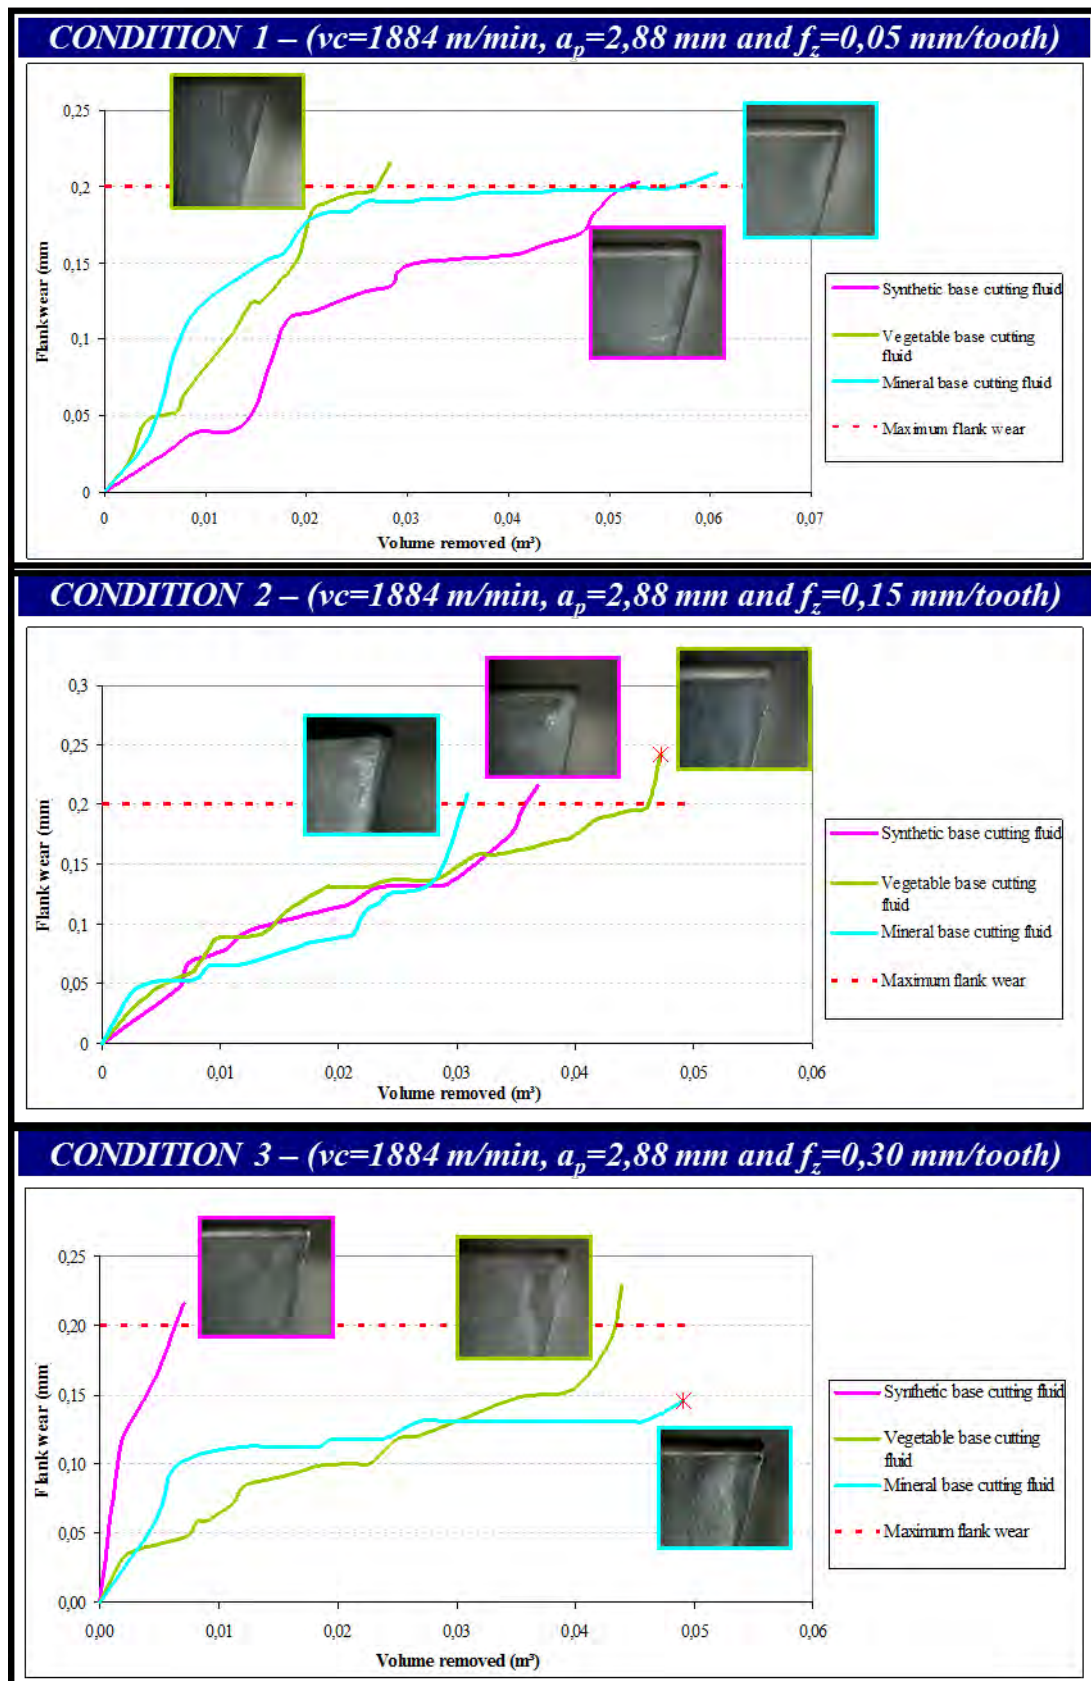 CONDITION 1 – (vc=1884 m/min, ap=2,88 mm and fz=0,05 mm/tooth)
0,25
0,2
0,15
0,1
0,05
0
Flank wear (mm
0
0,01
0,02
0,03
0,04
0,05
0,06
0,07
Volume removed (m³)
Synthetic base cutting fluid
Vegetable base cutting
fluid
Mineral base cutting fluid
Maximum flank wear
CONDITION 2 – (vc=1884 m/min, ap=2,88 mm and fz=0,15 mm/tooth)
0,3
0,25
0,2
0,15
0,1
0,05
0
Flank wear (mm
0
0,01
0,02
0,03
0,04
0,05
0,06
Volume removed (m³)
Synthetic base cutting fluid
Vegetable base cutting
fluid
Mineral base cutting fluid
Maximum flank wear
CONDITION 3 – (vc=1884 m/min, ap=2,88 mm and fz=0,30 mm/tooth)
0,25
0,20
0,15
0,10
0,05
0,00
Flank wear (mm
0,00
0,01
0,02
0,03
0,04
0,05
0,06
Volume removed (m³)
Synthetic base cutting fluid
Vegetable base cutting
fluid
Mineral base cutting fluid
Maximum flank wear